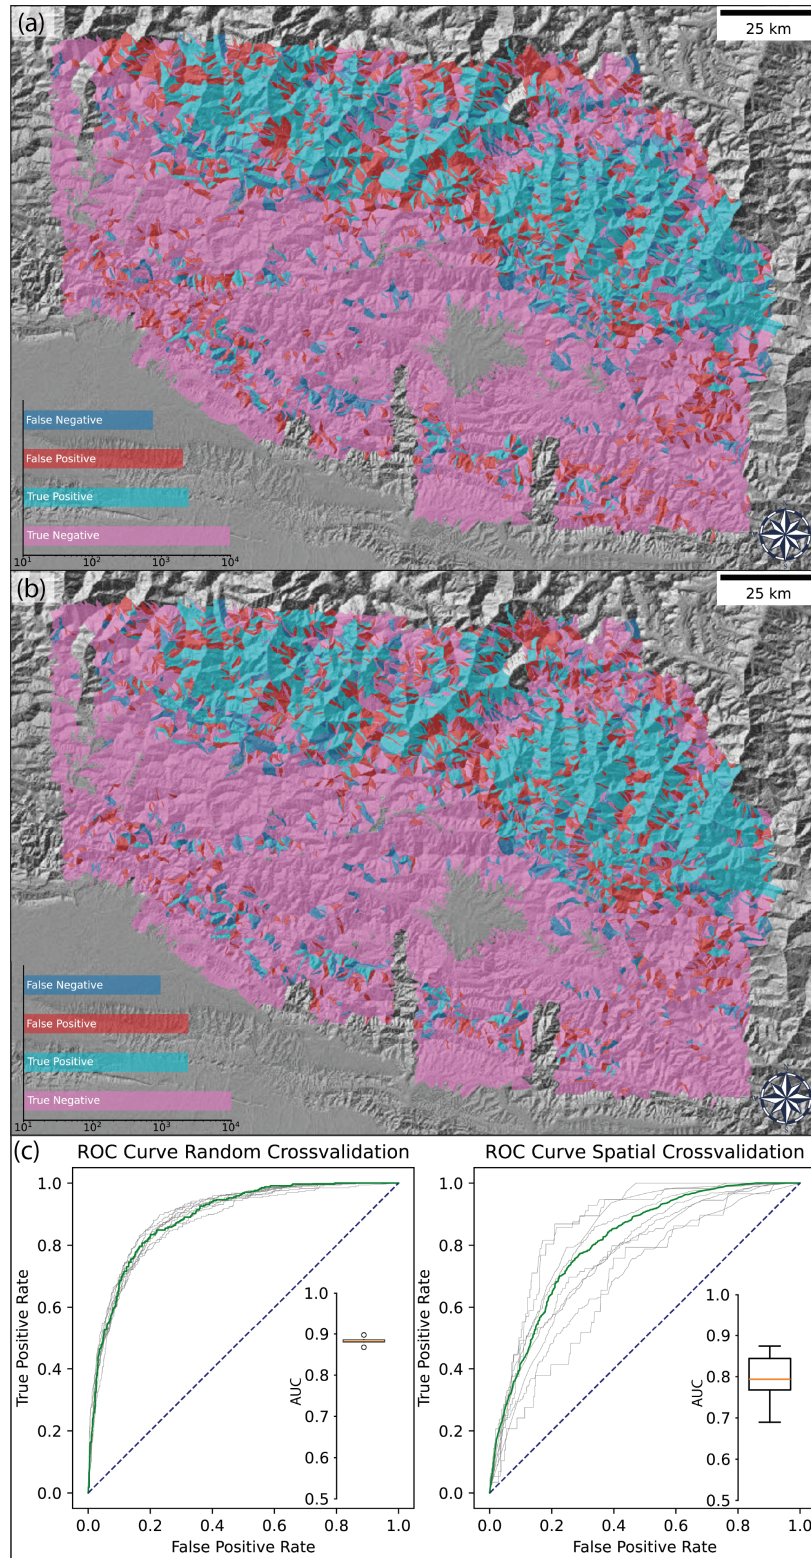 (a)
25 km
False Negative
False Positive
True Positive
True Negative
10¹ 10² 10³ 10⁴
(b)
25 km
False Negative
False Positive
True Positive
True Negative
10¹ 10² 10³ 10⁴
(c)
ROC Curve Random Crossvalidation
1.0
0.8
0.6
0.4
0.2
0.0
True Positive Rate
0.0 0.2 0.4 0.6 0.8 1.0
False Positive Rate
1.0
0.9
0.8
0.7
0.6
0.5
AUC
ROC Curve Spatial Crossvalidation
1.0
0.8
0.6
0.4
0.2
0.0
True Positive Rate
0.0 0.2 0.4 0.6 0.8 1.0
False Positive Rate
1.0
0.9
0.8
0.7
0.6
0.5
AUC